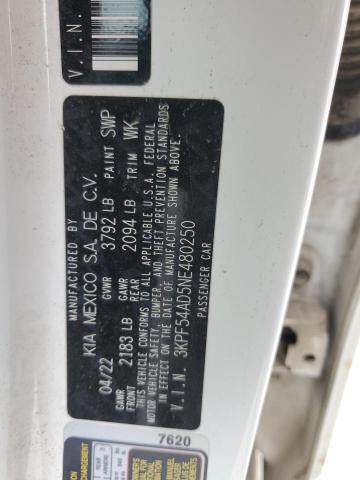 V.I.N.
MANUFACTURED BY
KIA MEXICO S.A. DE C.V.
04/22 GVWR 3792 LB PAINT SWP
GAWR FRONT 2183 LB GAWR REAR 2094 LB TRIM WK
THIS VEHICLE CONFORMS TO ALL APPLICABLE U.S.A. FEDERAL
MOTOR VEHICLE SAFETY, BUMPER, AND THEFT PREVENTION STANDARDS
IN EFFECT ON THE DATE OF MANUFACTURE SHOWN ABOVE.
V.I.N. 3KPF54AD5NE480250
PASSENGER CAR
7620